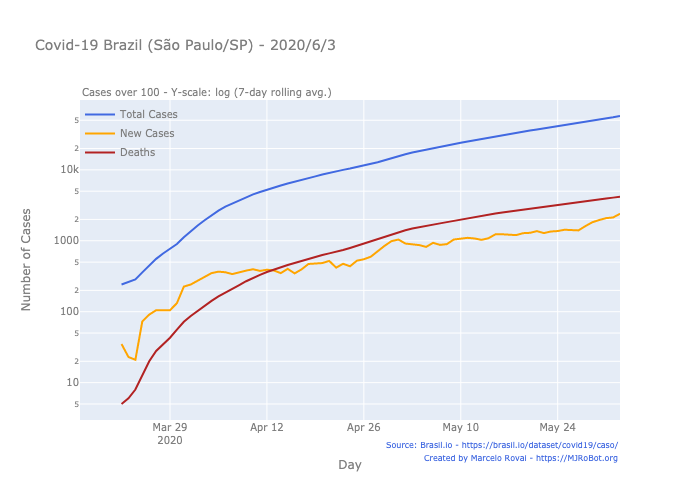 Covid-19 Brazil (São Paulo/SP) - 2020/6/3
Cases over 100 - Y-scale: log (7-day rolling avg.)
Total Cases
New Cases
Deaths
5
2
10k
5
2
1000
5
2
100
5
2
10
5
Number of Cases
Mar 29
2020
Apr 12
Apr 26
May 10
May 24
Day
Source: Brasil.io - https://brasil.io/dataset/covid19/caso/
Created by Marcelo Rovai - https://MJRoBot.org